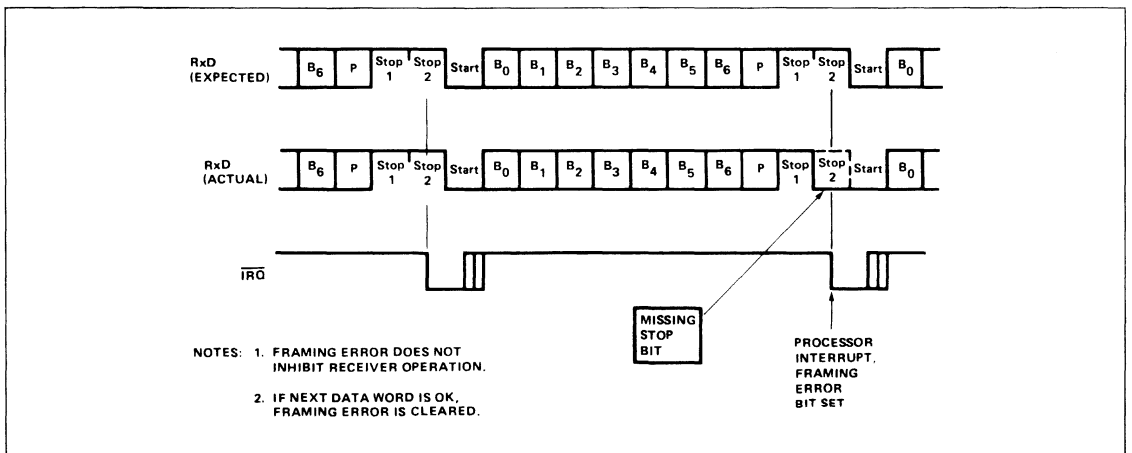 RxD
(EXPECTED)
B6 P Stop 1 Stop 2 Start B0 B1 B2 B3 B4 B5 B6 P Stop 1 Stop 2 Start B0
RxD
(ACTUAL)
B6 P Stop 1 Stop 2 Start B0 B1 B2 B3 B4 B5 B6 P Stop 1 Stop 2 Start B0
IRQ
MISSING
STOP
BIT
PROCESSOR
INTERRUPT,
FRAMING
ERROR
BIT SET
NOTES: 1. FRAMING ERROR DOES NOT
INHIBIT RECEIVER OPERATION.
2. IF NEXT DATA WORD IS OK,
FRAMING ERROR IS CLEARED.